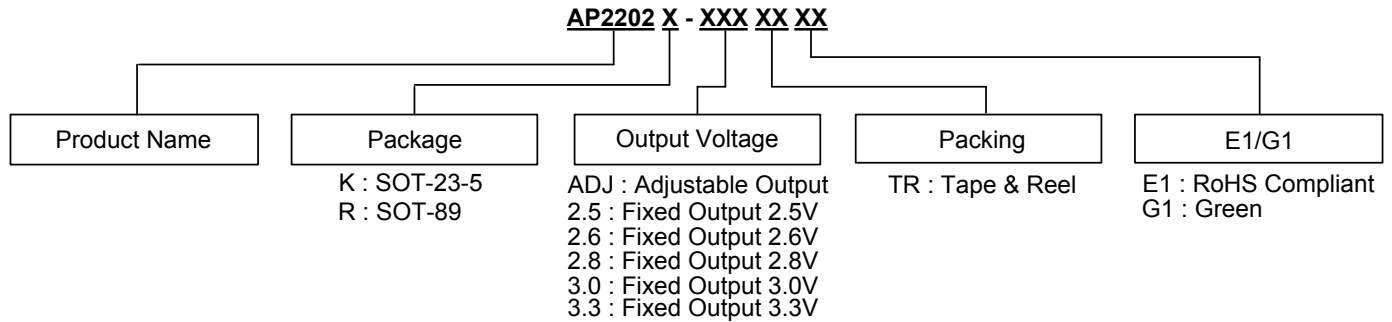 AP2202 X - XXX XX XX
Product Name
Package
K : SOT-23-5
R : SOT-89
Output Voltage
ADJ : Adjustable Output
2.5 : Fixed Output 2.5V
2.6 : Fixed Output 2.6V
2.8 : Fixed Output 2.8V
3.0 : Fixed Output 3.0V
3.3 : Fixed Output 3.3V
Packing
TR : Tape & Reel
E1/G1
E1 : RoHS Compliant
G1 : Green